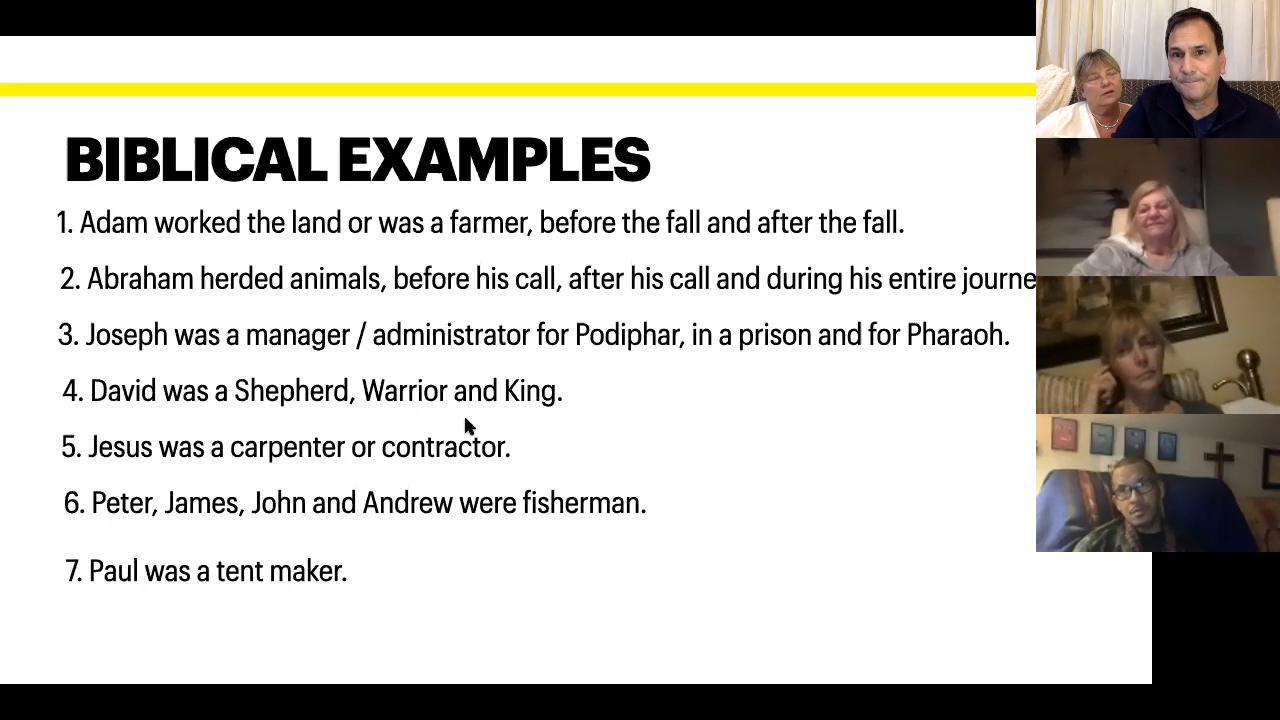 BIBLICAL EXAMPLES
1. Adam worked the land or was a farmer, before the fall and after the fall.
2. Abraham herded animals, before his call, after his call and during his entire journe
3. Joseph was a manager / administrator for Podiphar, in a prison and for Pharaoh.
4. David was a Shepherd, Warrior and King.
5. Jesus was a carpenter or contractor.
6. Peter, James, John and Andrew were fisherman.
7. Paul was a tent maker.